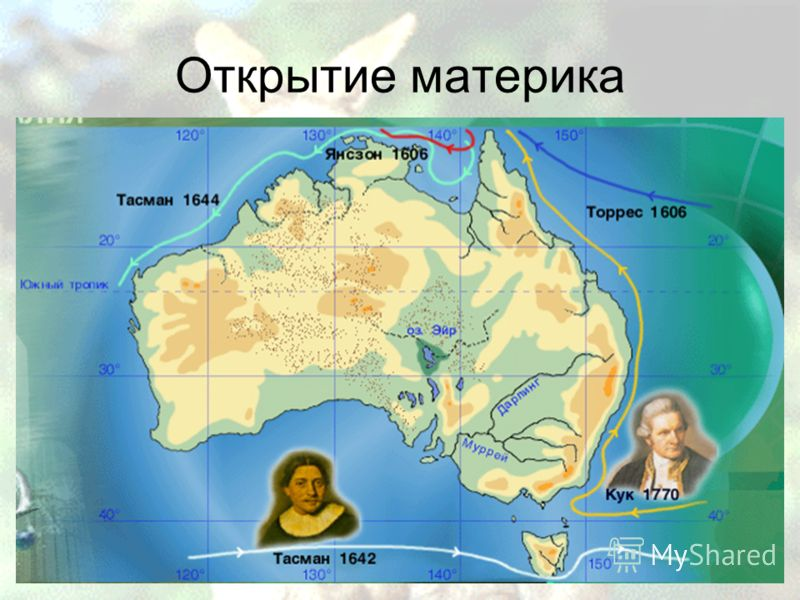 Открытие материка
120° 130° 140° 150°
Янсзон 1606
Тасман 1644
Торрес 1606
20° 20°
Южный тропик
оз. Эйр
30° 30°
Дарлинг
Муррей
Кук 1770
40° 40°
MyShared
Тасман 1642
120° 130° 140° 150